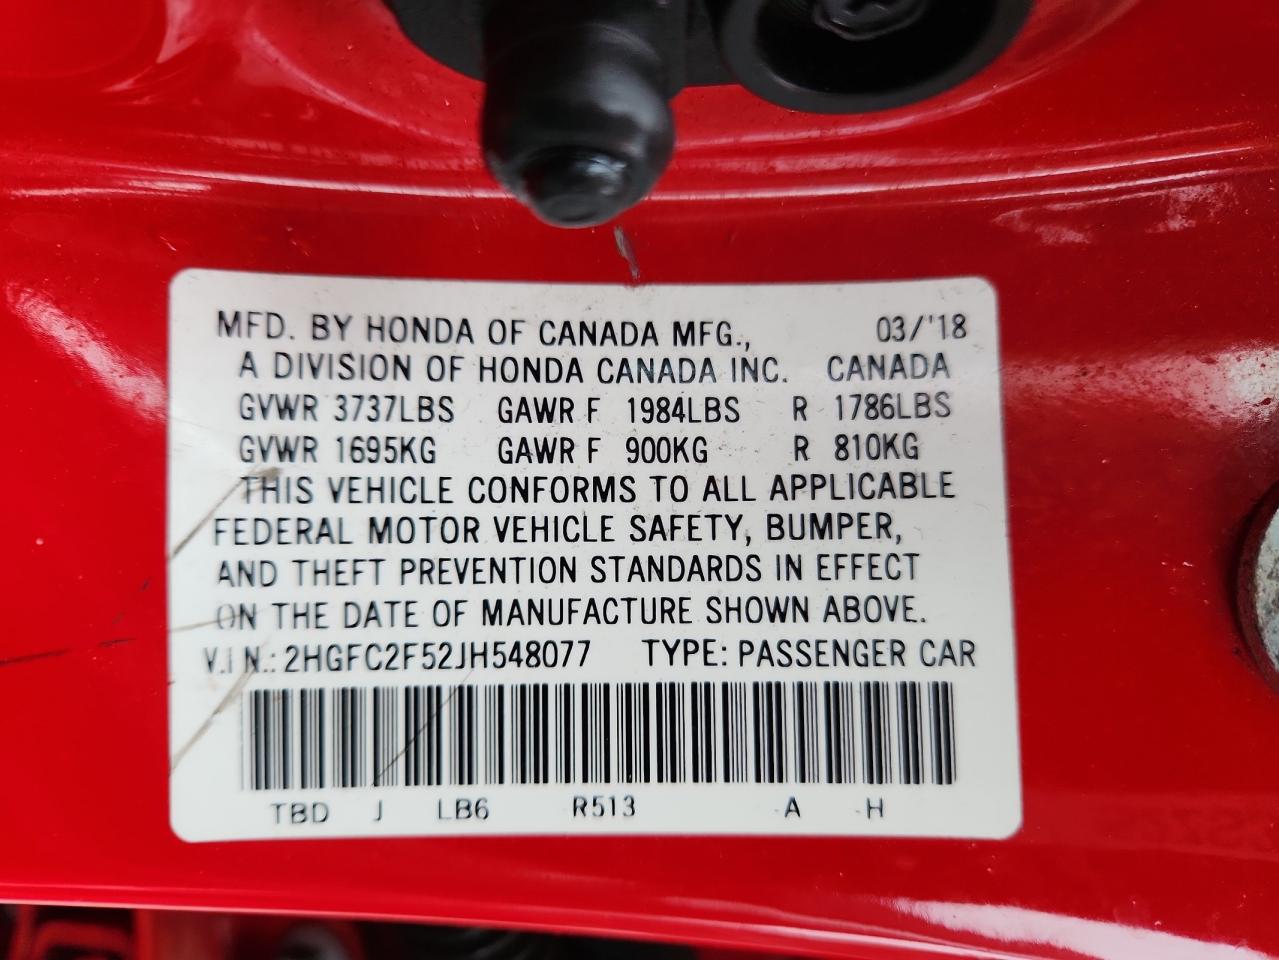 MFD. BY HONDA OF CANADA MFG., 03/'18
A DIVISION OF HONDA CANADA INC. CANADA
GVWR 3737LBS GAWR F 1984LBS R 1786LBS
GVWR 1695KG GAWR F 900KG R 810KG
THIS VEHICLE CONFORMS TO ALL APPLICABLE
FEDERAL MOTOR VEHICLE SAFETY, BUMPER,
AND THEFT PREVENTION STANDARDS IN EFFECT
ON THE DATE OF MANUFACTURE SHOWN ABOVE.
V.I N.: 2HGFC2F52JH548077 TYPE: PASSENGER CAR
TBD J LB6 R513 A H